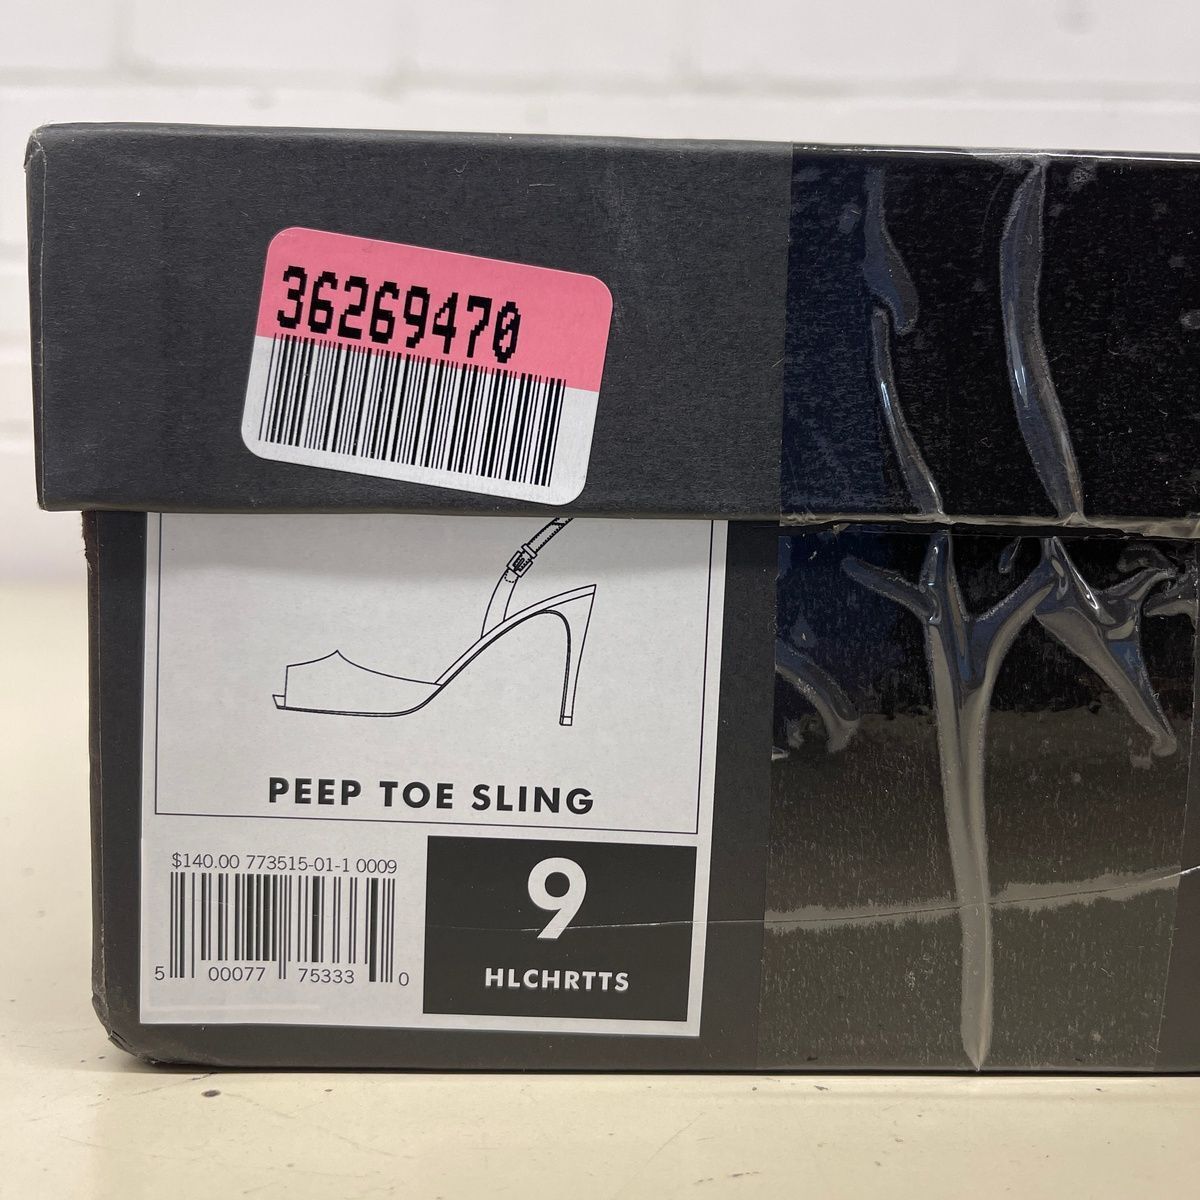 36269470
PEEP TOE SLING
$140.00 773515-01-1 0009
5 00077 75333 0
9
HLCHRTTS